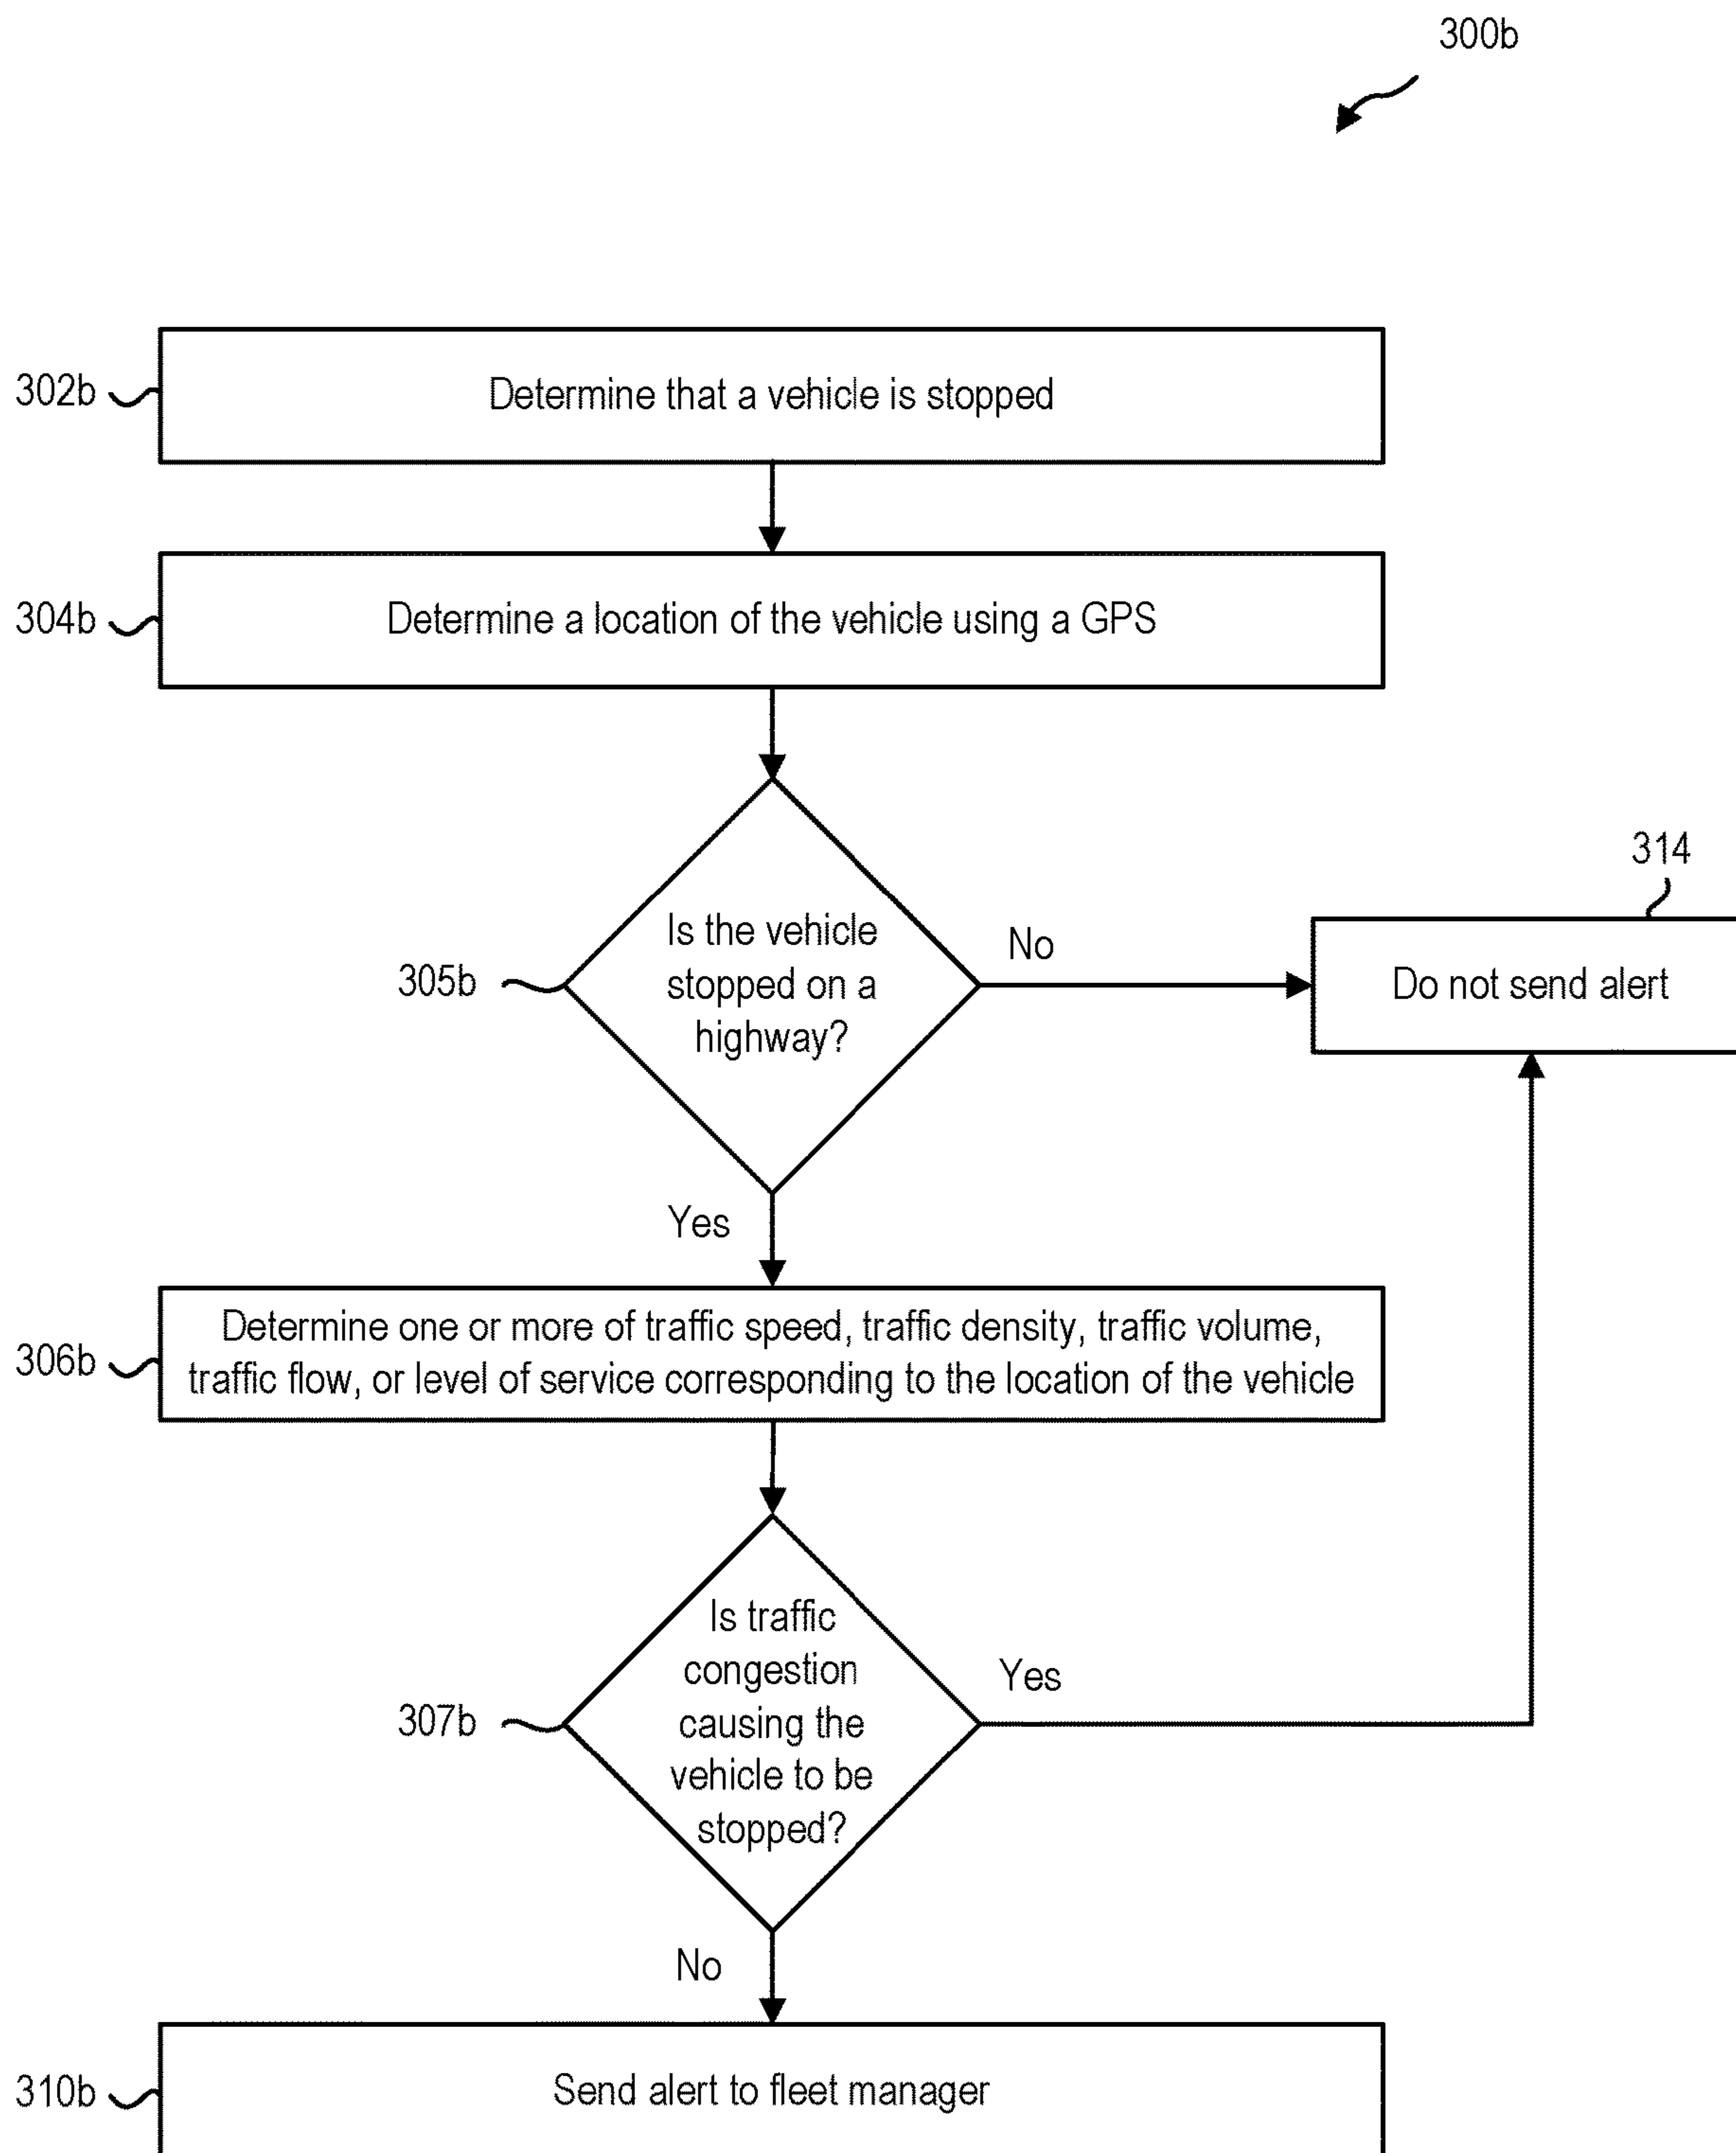 300b
302b
Determine that a vehicle is stopped
304b
Determine a location of the vehicle using a GPS
305b
Is the vehicle
stopped on a
highway?
No
314
Do not send alert
Yes
306b
Determine one or more of traffic speed, traffic density, traffic volume,
traffic flow, or level of service corresponding to the location of the vehicle
307b
Is traffic
congestion
causing the
vehicle to be
stopped?
Yes
No
310b
Send alert to fleet manager